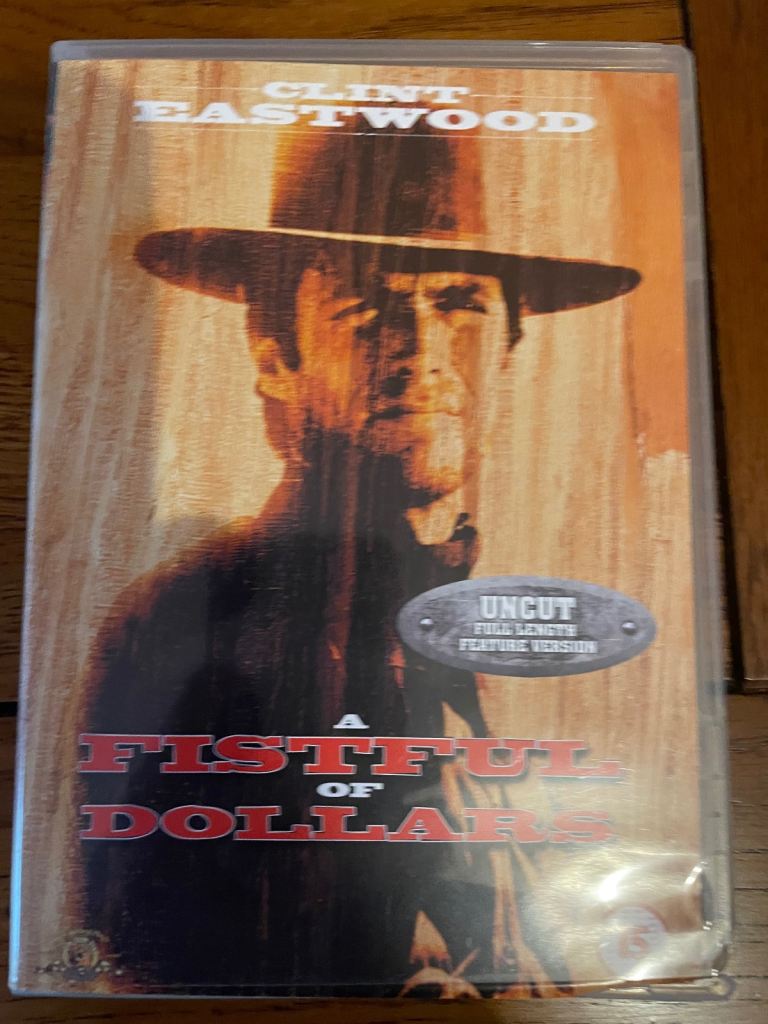 CLINT
EASTWOOD
UNCUT
FULL LENGTH
FEATURE VERSION
A
FISTFUL
OF
DOLLARS